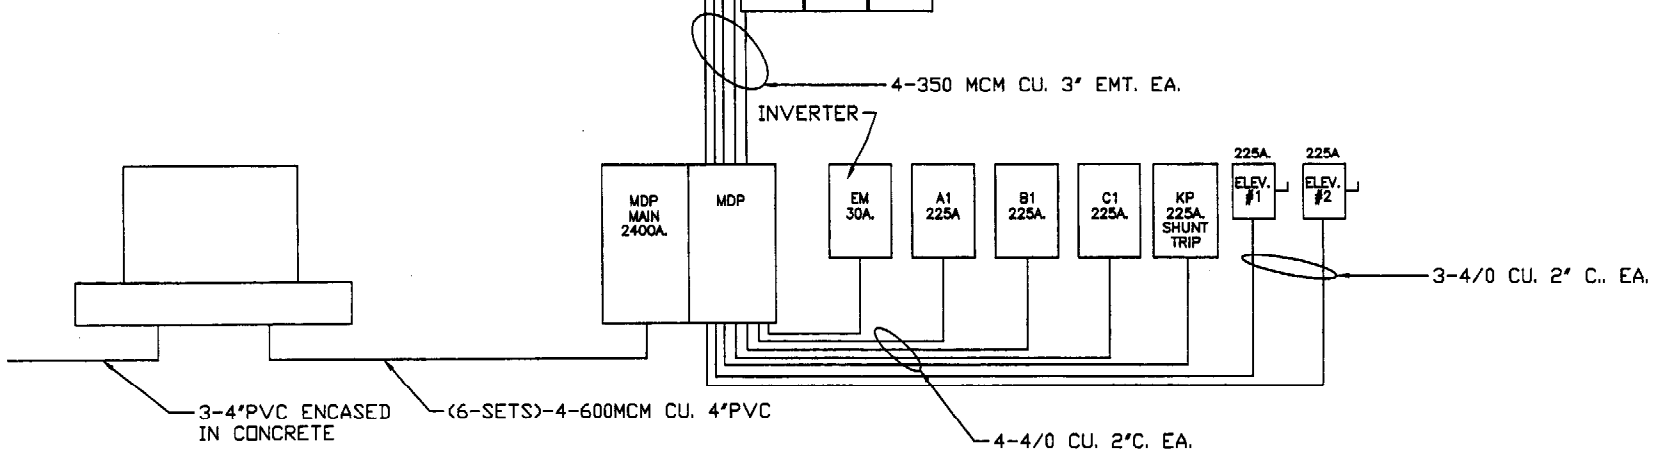 4-350 MCM CU. 3" EMT. EA.
INVERTER
MDP
MAIN
2400A.
MDP
EM
30A.
A1
225A
B1
225A.
C1
225A.
KP
225A.
SHUNT
TRIP
225A.
ELEV.
#1
225A
ELEV.
#2
3-4/0 CU. 2" C., EA.
3-4"PVC ENCASED
IN CONCRETE
(6-SETS)-4-600MCM CU. 4"PVC
4-4/0 CU. 2"C. EA.